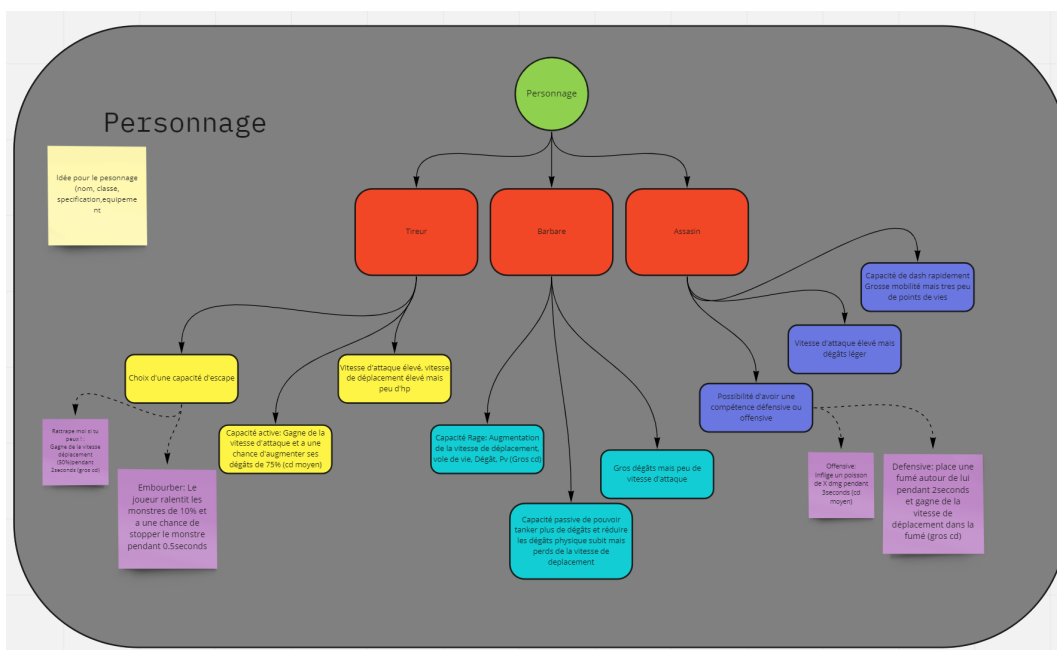 Personnage
Personnage
Idée pour le pesonnage
(nom, classe,
specification,equipeme
nt
Tireur
Barbare
Assasin
Capacité de dash rapidement
Grosse mobilité mais tres peu
de points de vies
Vitesse d'attaque élevé mais
dégâts léger
Choix d'une capacité d'escape
Vitesse d'attaque élevé, vitesse
de déplacement élevé mais
peu d'hp
Possibilité d'avoir une
compétence défensive ou
offensive
Rattrape moi si tu
peux ! :
Gagne de la vitesse
déplacement
(30%)pendant
2seconds (gros cd)
Capacité active: Gagne de la
vitesse d'attaque et a une
chance d'augmenter ses
dégâts de 75% (cd moyen)
Capacité Rage: Augmentation
de la vitesse de déplacement,
vole de vie, Dégât, Pv (Gros cd)
Gros dégâts mais peu de
vitesse d'attaque
Embourber: Le
joueur ralentit les
monstres de 10% et
a une chance de
stopper le monstre
pendant 0.5seconds
Capacité passive de pouvoir
tanker plus de dégâts et réduire
les dégâts physique subit mais
perds de la vitesse de
deplacement
Offensive:
Inflige un poisson
de X dmg pendant
3seconds (cd
moyen)
Defensive: place une
fumé autour de lui
pendant 2seconds
et gagne de la
vitesse de
déplacement dans la
fumé (gros cd)